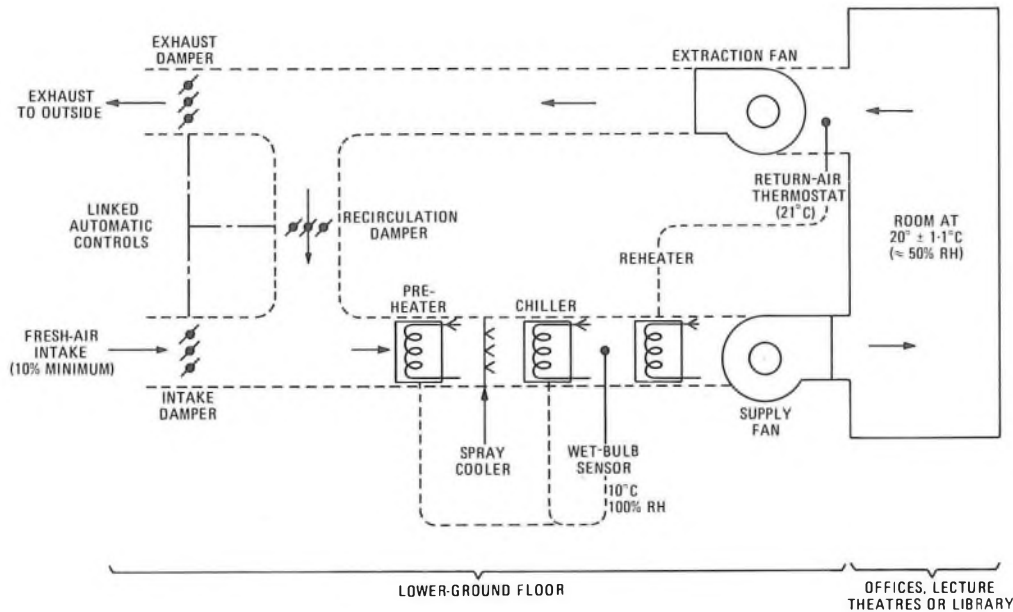 EXHAUST
DAMPER
EXTRACTION FAN
EXHAUST
TO OUTSIDE
RETURN-AIR
THERMOSTAT
(21°C)
LINKED
AUTOMATIC
CONTROLS
RECIRCULATION
DAMPER
ROOM AT
20° ± 1·1°C
(≈ 50% RH)
REHEATER
PRE-
HEATER
CHILLER
FRESH-AIR
INTAKE
(10% MINIMUM)
INTAKE
DAMPER
SUPPLY
FAN
SPRAY
COOLER
WET-BULB
SENSOR
10°C
100% RH
LOWER-GROUND FLOOR
OFFICES, LECTURE
THEATRES OR LIBRARY